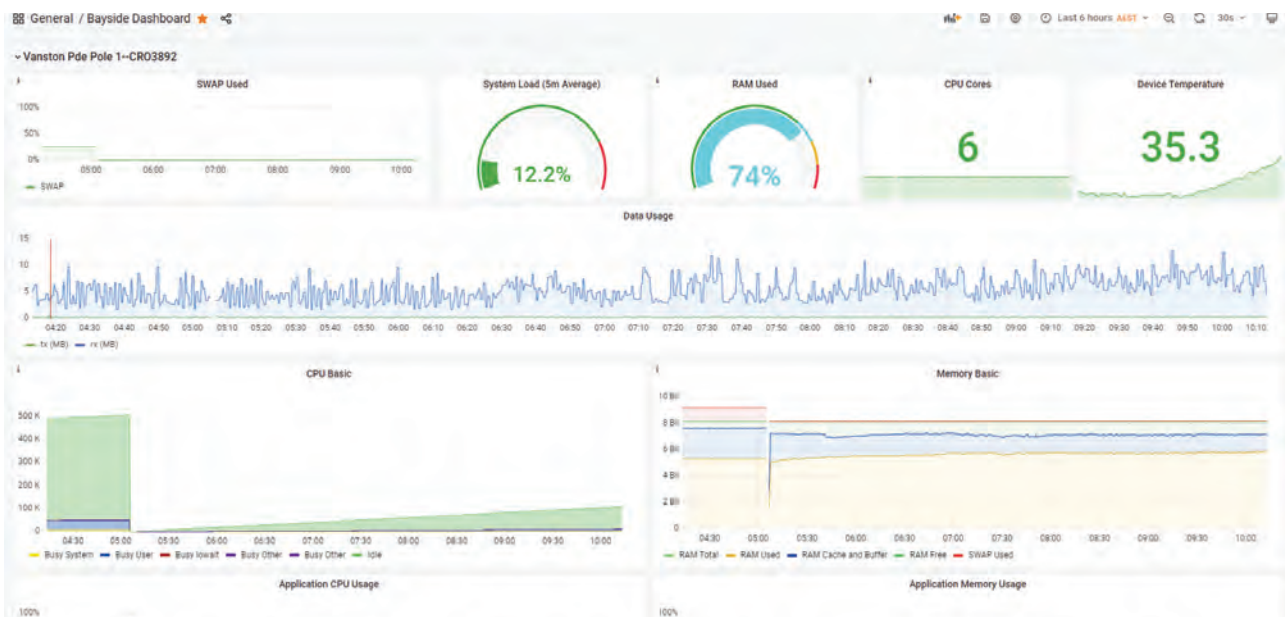 General / Bayside Dashboard
Last 6 hours AEST
30s
Vanston Pde Pole 1--CRO3892
SWAP Used
100%
50%
0%
05:00 06:00 07:00 08:00 09:00 10:00
SWAP
System Load (5m Average)
12.2%
RAM Used
74%
CPU Cores
6
Device Temperature
35.3
Data Usage
15
10
5
0
04:20 04:30 04:40 04:50 05:00 05:10 05:20 05:30 05:40 05:50 06:00 06:10 06:20 06:30 06:40 06:50 07:00 07:10 07:20 07:30 07:40 07:50 08:00 08:10 08:20 08:30 08:40 08:50 09:00 09:10 09:20 09:30 09:40 09:50 10:00 10:10
tx (MB) rx (MB)
CPU Basic
500 K
400 K
300 K
200 K
100 K
0
04:30 05:00 05:30 06:00 06:30 07:00 07:30 08:00 08:30 09:00 09:30 10:00
Busy System Busy User Busy Iowait Busy Other Busy Other Idle
Memory Basic
10 Bil
8 Bil
6 Bil
4 Bil
2 Bil
0
04:30 05:00 05:30 06:00 06:30 07:00 07:30 08:00 08:30 09:00 09:30 10:00
RAM Total RAM Used RAM Cache and Buffer RAM Free SWAP Used
Application CPU Usage
100%
Application Memory Usage
100%